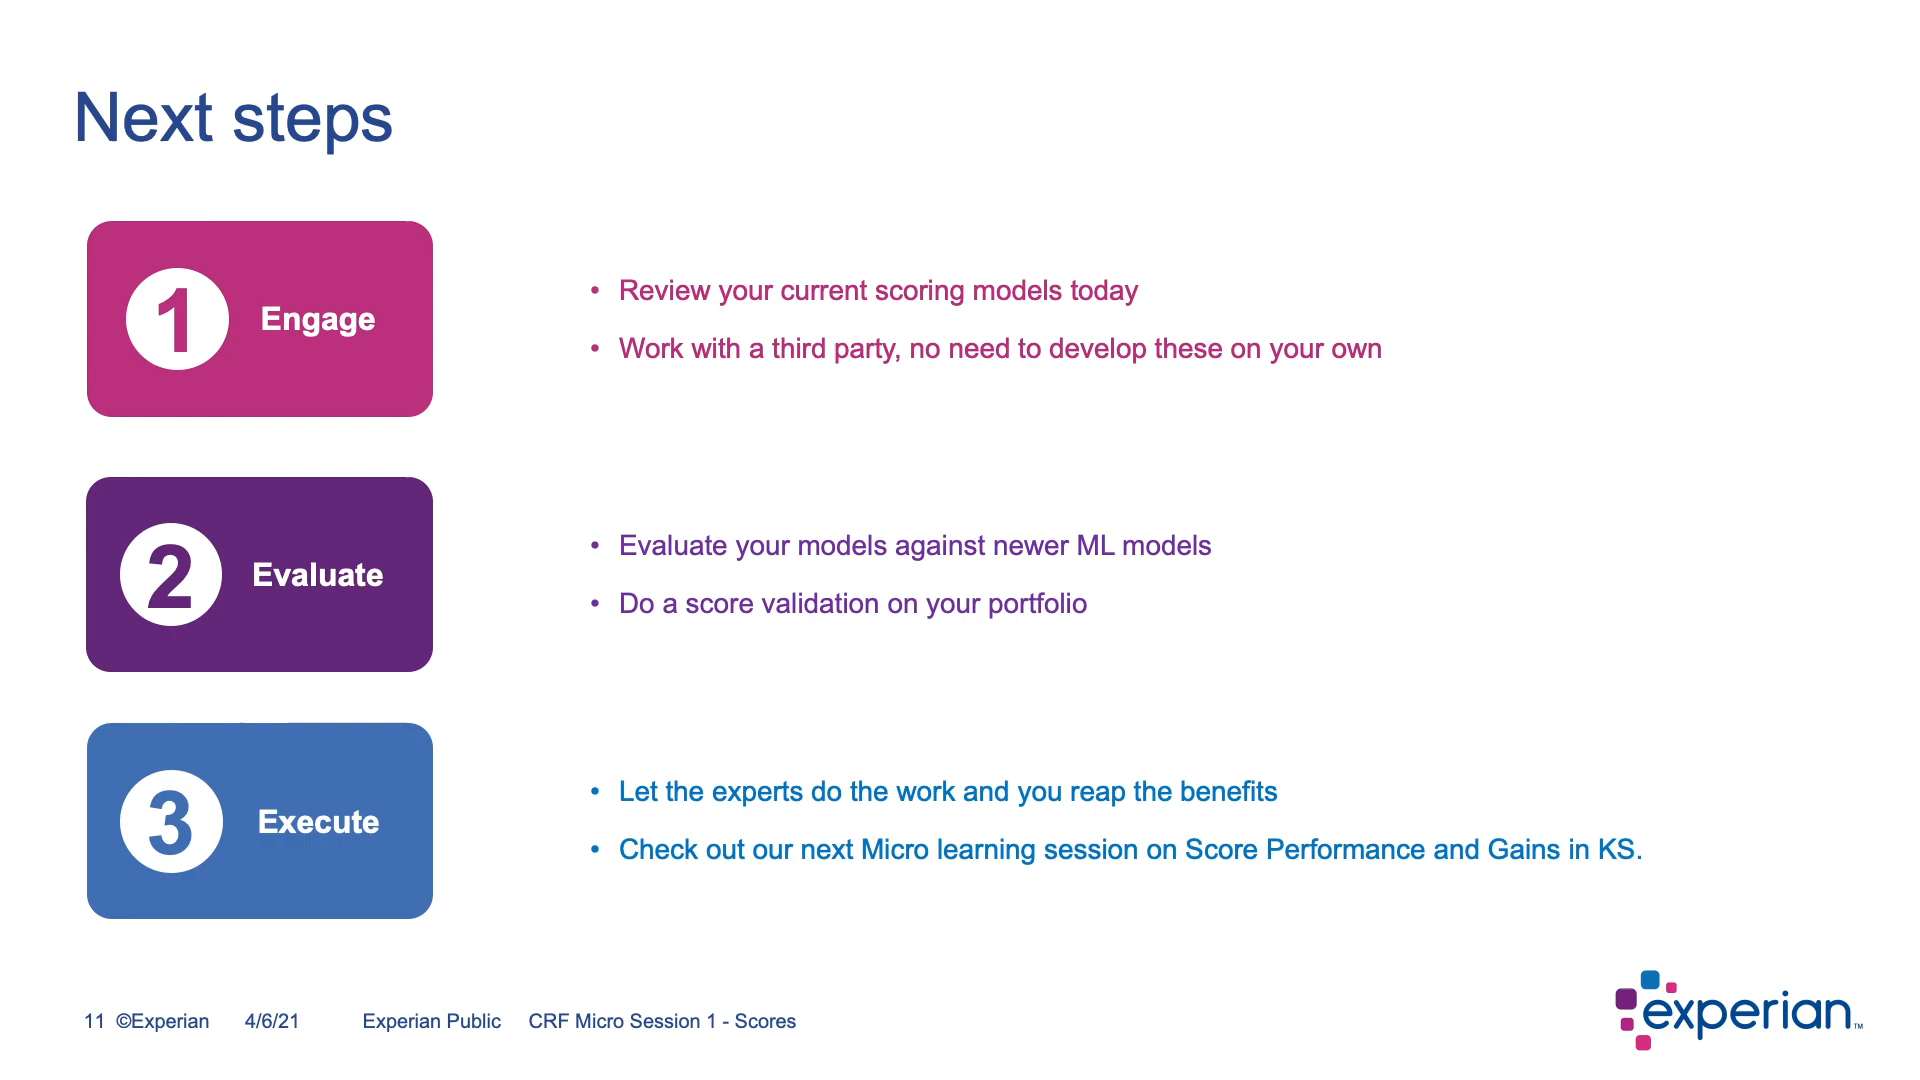 Next steps
1 Engage
• Review your current scoring models today
• Work with a third party, no need to develop these on your own
2 Evaluate
• Evaluate your models against newer ML models
• Do a score validation on your portfolio
3 Execute
• Let the experts do the work and you reap the benefits
• Check out our next Micro learning session on Score Performance and Gains in KS.
11 ©Experian 4/6/21 Experian Public CRF Micro Session 1 - Scores
experian™